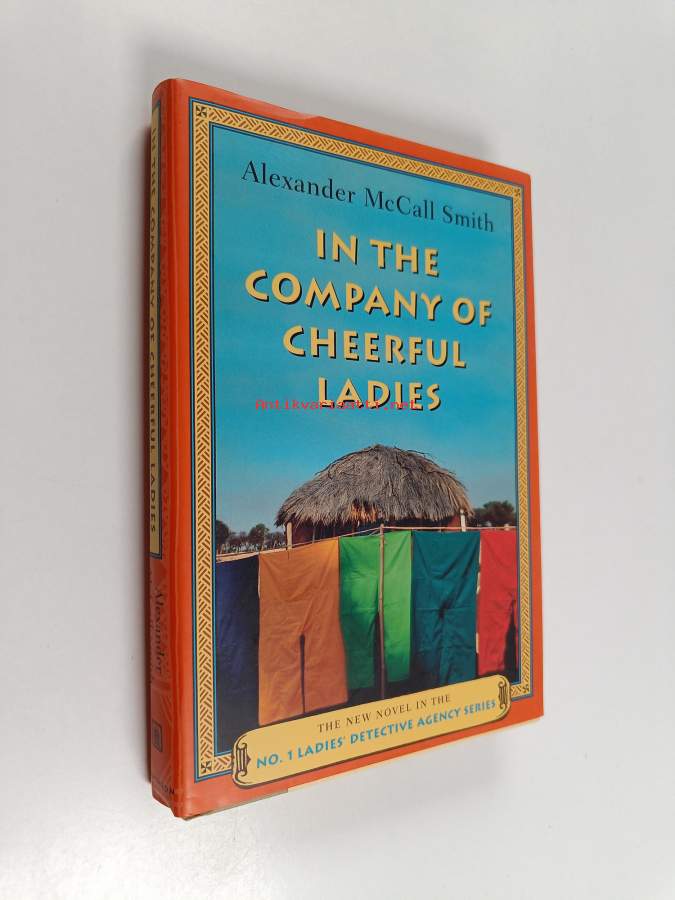 Alexander McCall Smith
IN THE
COMPANY OF
CHEERFUL
LADIES
Antikvariaatti.net
THE NEW NOVEL IN THE
NO. 1 LADIES' DETECTIVE AGENCY SERIES
IN THE COMPANY OF CHEERFUL LADIES
Alexander